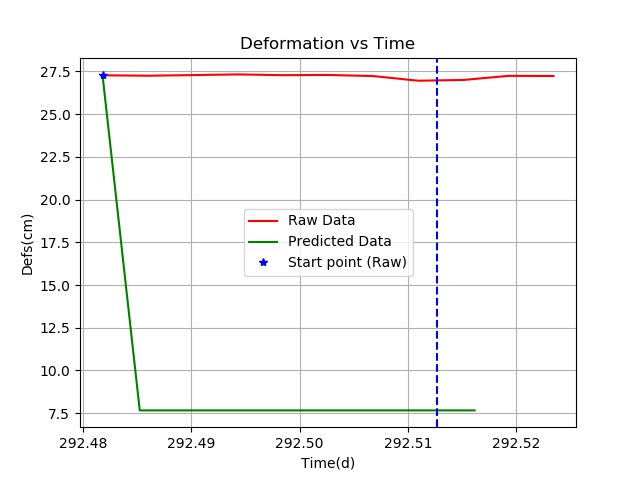 Deformation vs Time
27.5
25.0
22.5
20.0
17.5
15.0
12.5
10.0
7.5
Defs(cm)
Raw Data
Predicted Data
Start point (Raw)
292.48 292.49 292.50 292.51 292.52
Time(d)